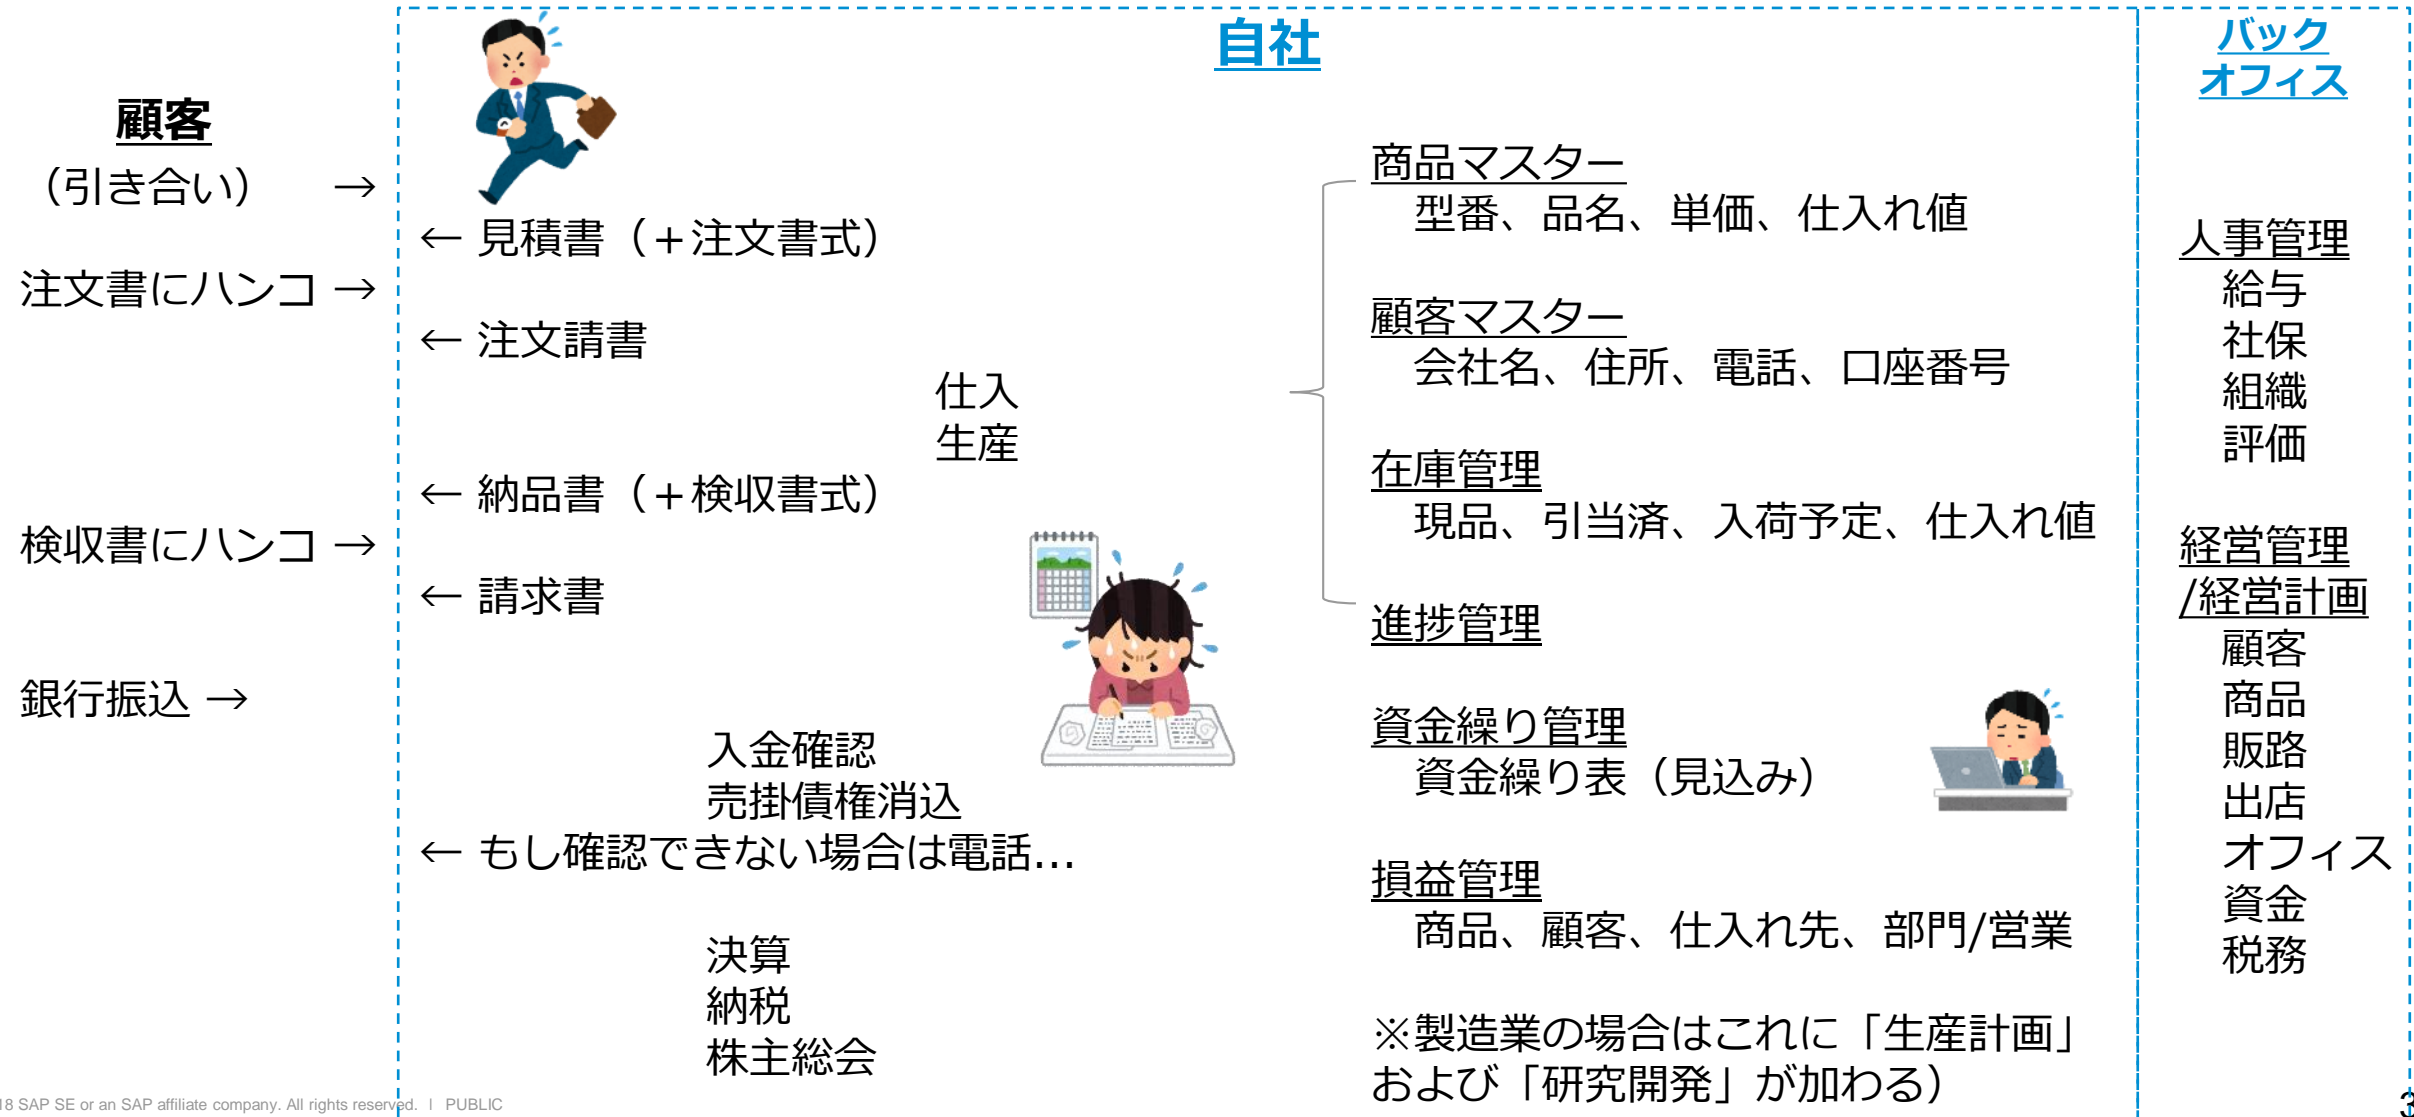 顧客
（引き合い）　→
注文書にハンコ →
検収書にハンコ →
銀行振込 →
自社
← 見積書（＋注文書式）
← 注文請書
仕入
生産
← 納品書（＋検収書式）
← 請求書
入金確認
売掛債権消込
← もし確認できない場合は電話…
決算
納税
株主総会
商品マスター
型番、品名、単価、仕入れ値
顧客マスター
会社名、住所、電話、口座番号
在庫管理
現品、引当済、入荷予定、仕入れ値
進捗管理
資金繰り管理
資金繰り表（見込み）
損益管理
商品、顧客、仕入れ先、部門/営業
※製造業の場合はこれに「生産計画」
および「研究開発」が加わる）
バック
オフィス
人事管理
給与
社保
組織
評価
経営管理
/経営計画
顧客
商品
販路
出店
オフィス
資金
税務
18 SAP SE or an SAP affiliate company. All rights reserved. ǀ PUBLIC
3